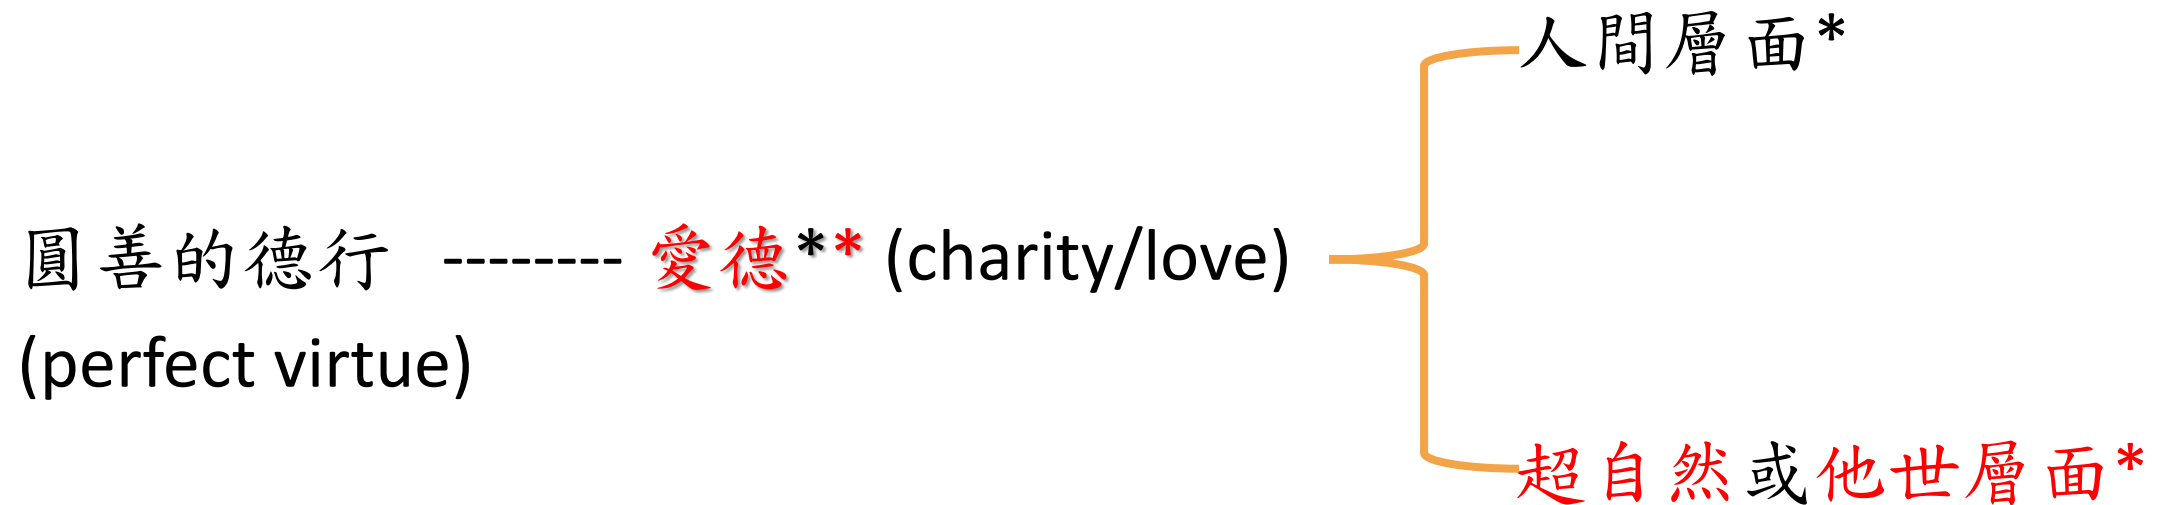 人間層面*
圓善的德行 -------- 愛德** (charity/love)
(perfect virtue)
超自然或他世層面*